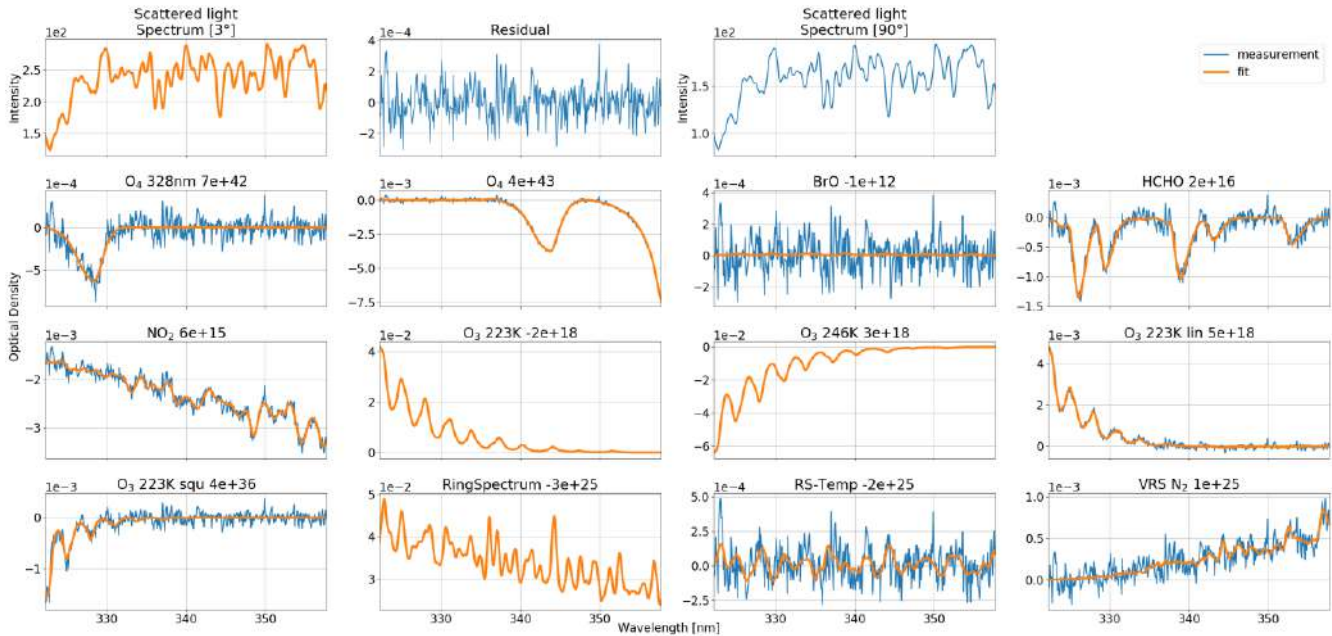 Scattered light
Spectrum [3°]
Residual
Scattered light
Spectrum [90°]
1e2
1e−4
1e2
measurement
fit
Intensity
2.5
2.0
1.5
4
2
0
−2
Intensity
1.5
1.0
O₄ 328nm 7e+42
O₄ 4e+43
BrO -1e+12
HCHO 2e+16
1e−4
1e−3
1e−4
1e−3
0
−5
0.0
−2.5
−5.0
−7.5
4
2
0
−2
0.0
−0.5
−1.0
−1.5
Optical Density
NO₂ 6e+15
O₃ 223K -2e+18
O₃ 246K 3e+18
O₃ 223K lin 5e+18
1e−3
1e−2
1e−2
1e−3
−2
−3
4
2
0
0
−2
−4
−6
4
2
0
O₃ 223K squ 4e+36
RingSpectrum -3e+25
RS-Temp -2e+25
VRS N₂ 1e+25
1e−3
1e−2
1e−4
1e−3
0
−1
5
4
3
5.0
2.5
0.0
−2.5
1.0
0.5
0.0
330 340 350
330 340 350
330 340 350
330 340 350
Wavelength [nm]